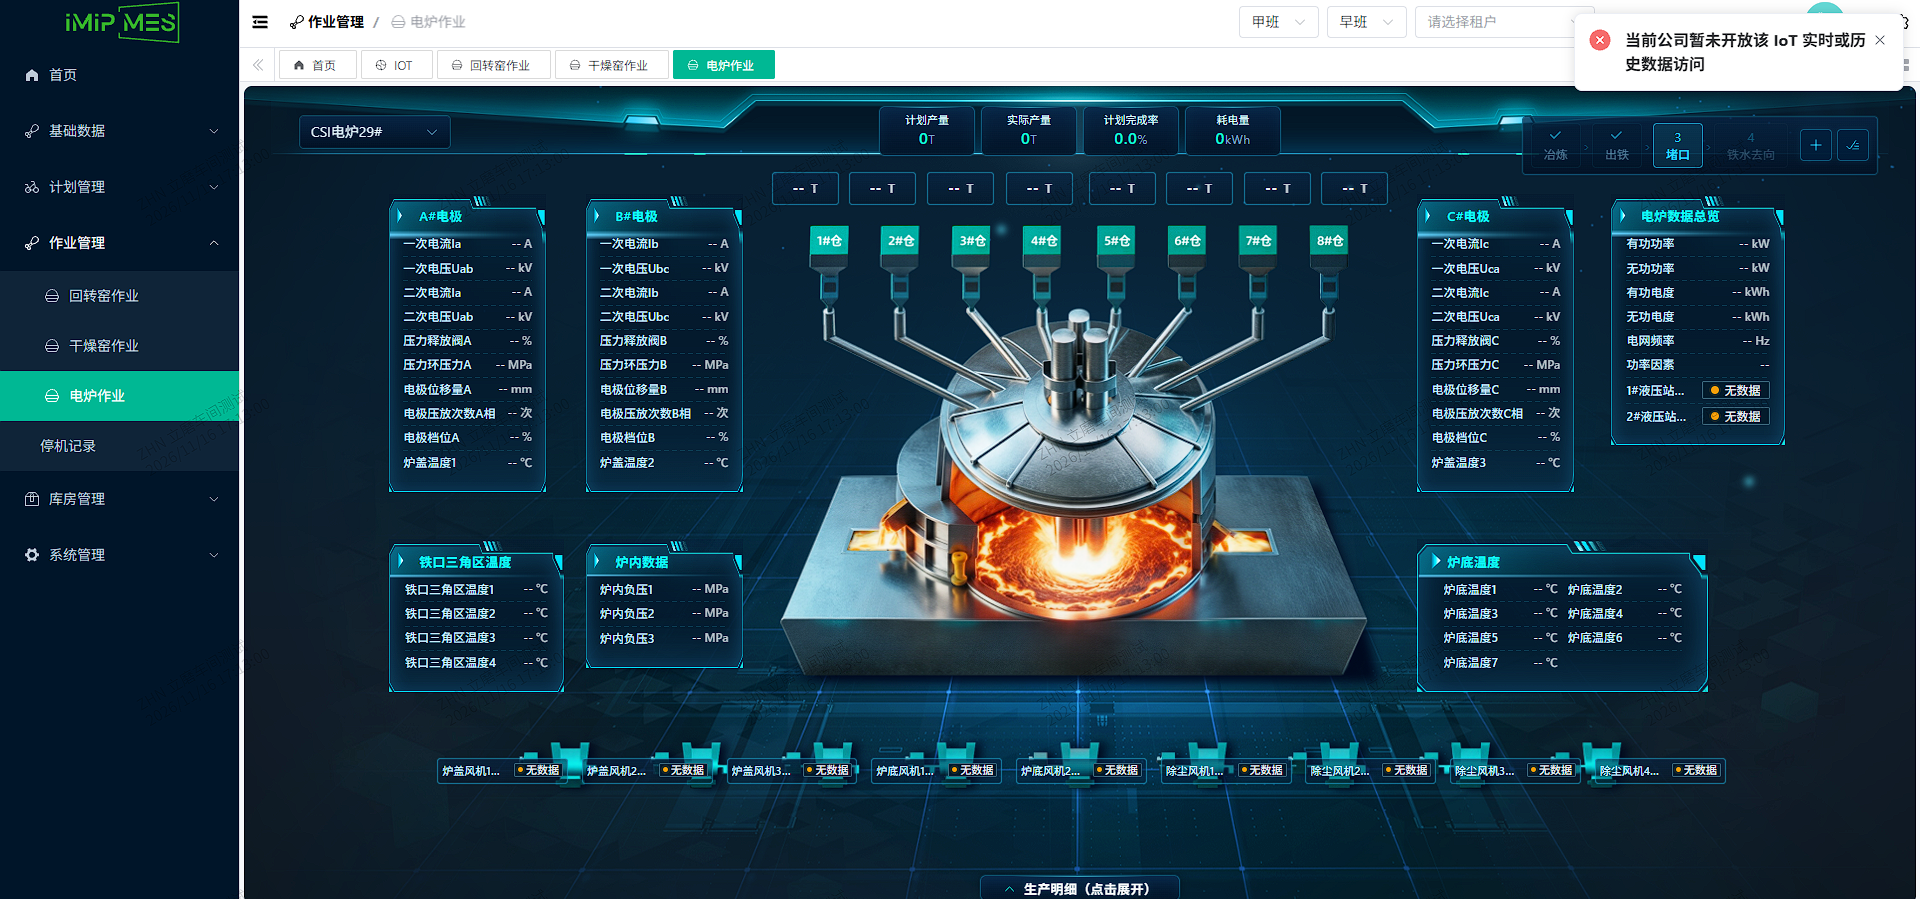 iMiP MES
首页
基础数据
计划管理
作业管理
回转窑作业
干燥窑作业
电炉作业
停机记录
库房管理
系统管理
作业管理 / 电炉作业
甲班
早班
请选择租户
当前公司暂未开放该 IoT 实时或历
史数据访问
首页
IOT
回转窑作业
干燥窑作业
电炉作业
CSI电炉29#
计划产量
0T
实际产量
0T
计划完成率
0.0%
耗电量
0kWh
冶炼
出铁
3
堵口
4
铁水去向
-- T
-- T
-- T
-- T
-- T
-- T
-- T
-- T
1#仓
2#仓
3#仓
4#仓
5#仓
6#仓
7#仓
8#仓
A#电极
一次电流Ia -- A
一次电压Uab -- kV
二次电流Ia -- A
二次电压Uab -- kV
压力释放阀A -- %
压力环压力A -- MPa
电极位移量A -- mm
电极压放次数A相 -- 次
电极档位A -- %
炉盖温度1 -- °C
B#电极
一次电流Ib -- A
一次电压Ubc -- kV
二次电流Ib -- A
二次电压Ubc -- kV
压力释放阀B -- %
压力环压力B -- MPa
电极位移量B -- mm
电极压放次数B相 -- 次
电极档位B -- %
炉盖温度2 -- °C
C#电极
一次电流Ic -- A
一次电压Uca -- kV
二次电流Ic -- A
二次电压Uca -- kV
压力释放阀C -- %
压力环压力C -- MPa
电极位移量C -- mm
电极压放次数C相 -- 次
电极档位C -- %
炉盖温度3 -- °C
电炉数据总览
有功功率 -- kW
无功功率 -- kW
有功电度 -- kWh
无功电度 -- kWh
电网频率 -- Hz
功率因素 --
1#液压站... 无数据
2#液压站... 无数据
铁口三角区温度
铁口三角区温度1 -- °C
铁口三角区温度2 -- °C
铁口三角区温度3 -- °C
铁口三角区温度4 -- °C
炉内数据
炉内负压1 -- MPa
炉内负压2 -- MPa
炉内负压3 -- MPa
炉底温度
炉底温度1 -- °C 炉底温度2 -- °C
炉底温度3 -- °C 炉底温度4 -- °C
炉底温度5 -- °C 炉底温度6 -- °C
炉底温度7 -- °C
炉盖风机1... 无数据
炉盖风机2... 无数据
炉盖风机3... 无数据
炉底风机1... 无数据
炉底风机2... 无数据
除尘风机1... 无数据
除尘风机2... 无数据
除尘风机3... 无数据
除尘风机4... 无数据
生产明细（点击展开）